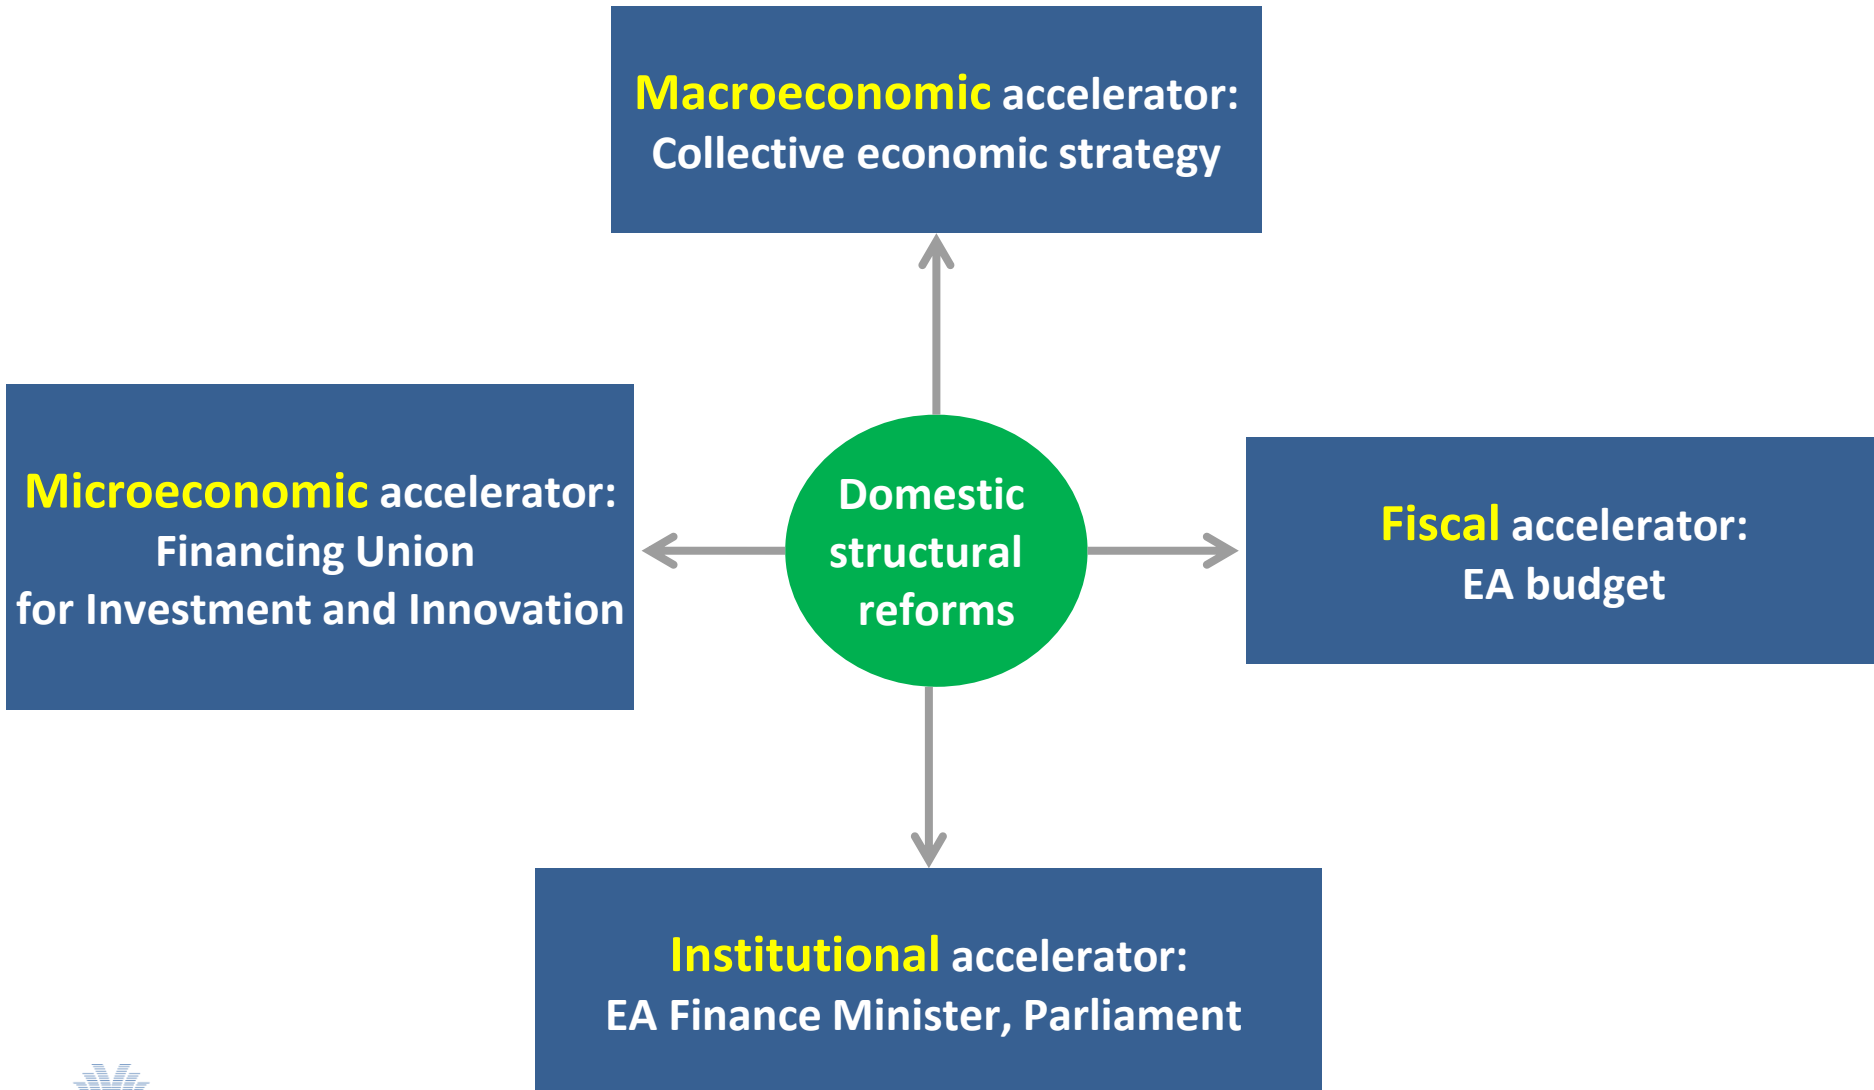 Macroeconomic accelerator:
Collective economic strategy
Microeconomic accelerator:
Financing Union
for Investment and Innovation
Domestic
structural
reforms
Fiscal accelerator:
EA budget
Institutional accelerator:
EA Finance Minister, Parliament